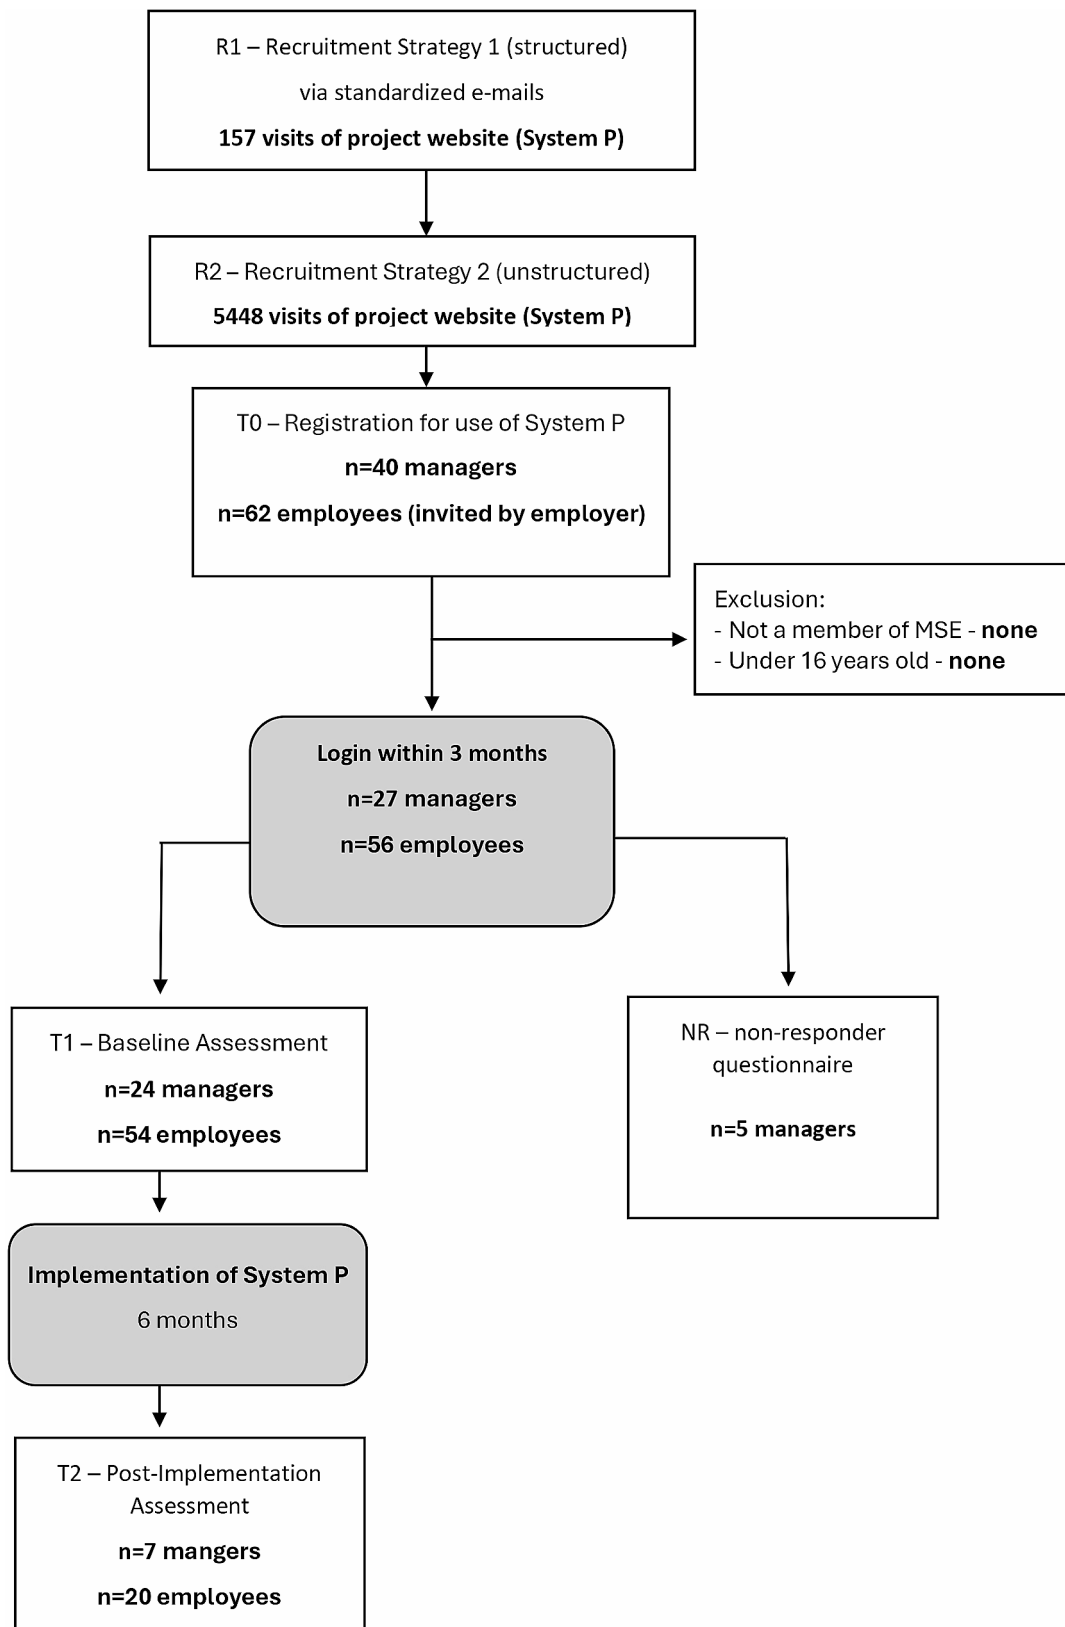 R1 – Recruitment Strategy 1 (structured)
via standardized e-mails
157 visits of project website (System P)
R2 – Recruitment Strategy 2 (unstructured)
5448 visits of project website (System P)
T0 – Registration for use of System P
n=40 managers
n=62 employees (invited by employer)
Exclusion:
- Not a member of MSE - none
- Under 16 years old - none
Login within 3 months
n=27 managers
n=56 employees
T1 – Baseline Assessment
n=24 managers
n=54 employees
NR – non-responder
questionnaire
n=5 managers
Implementation of System P
6 months
T2 – Post-Implementation
Assessment
n=7 mangers
n=20 employees